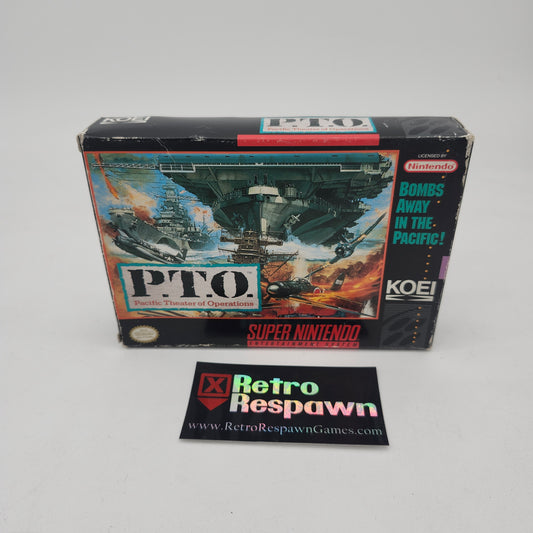 KOEI
P.T.O.
Pacific Theater of Operations
LICENSED BY
Nintendo
BOMBS
AWAY
IN THE
PACIFIC!
KOEI
P.T.O.
Pacific Theater of Operations
SUPER NINTENDO
ENTERTAINMENT SYSTEM
Retro
Respawn
www.RetroRespawnGames.com